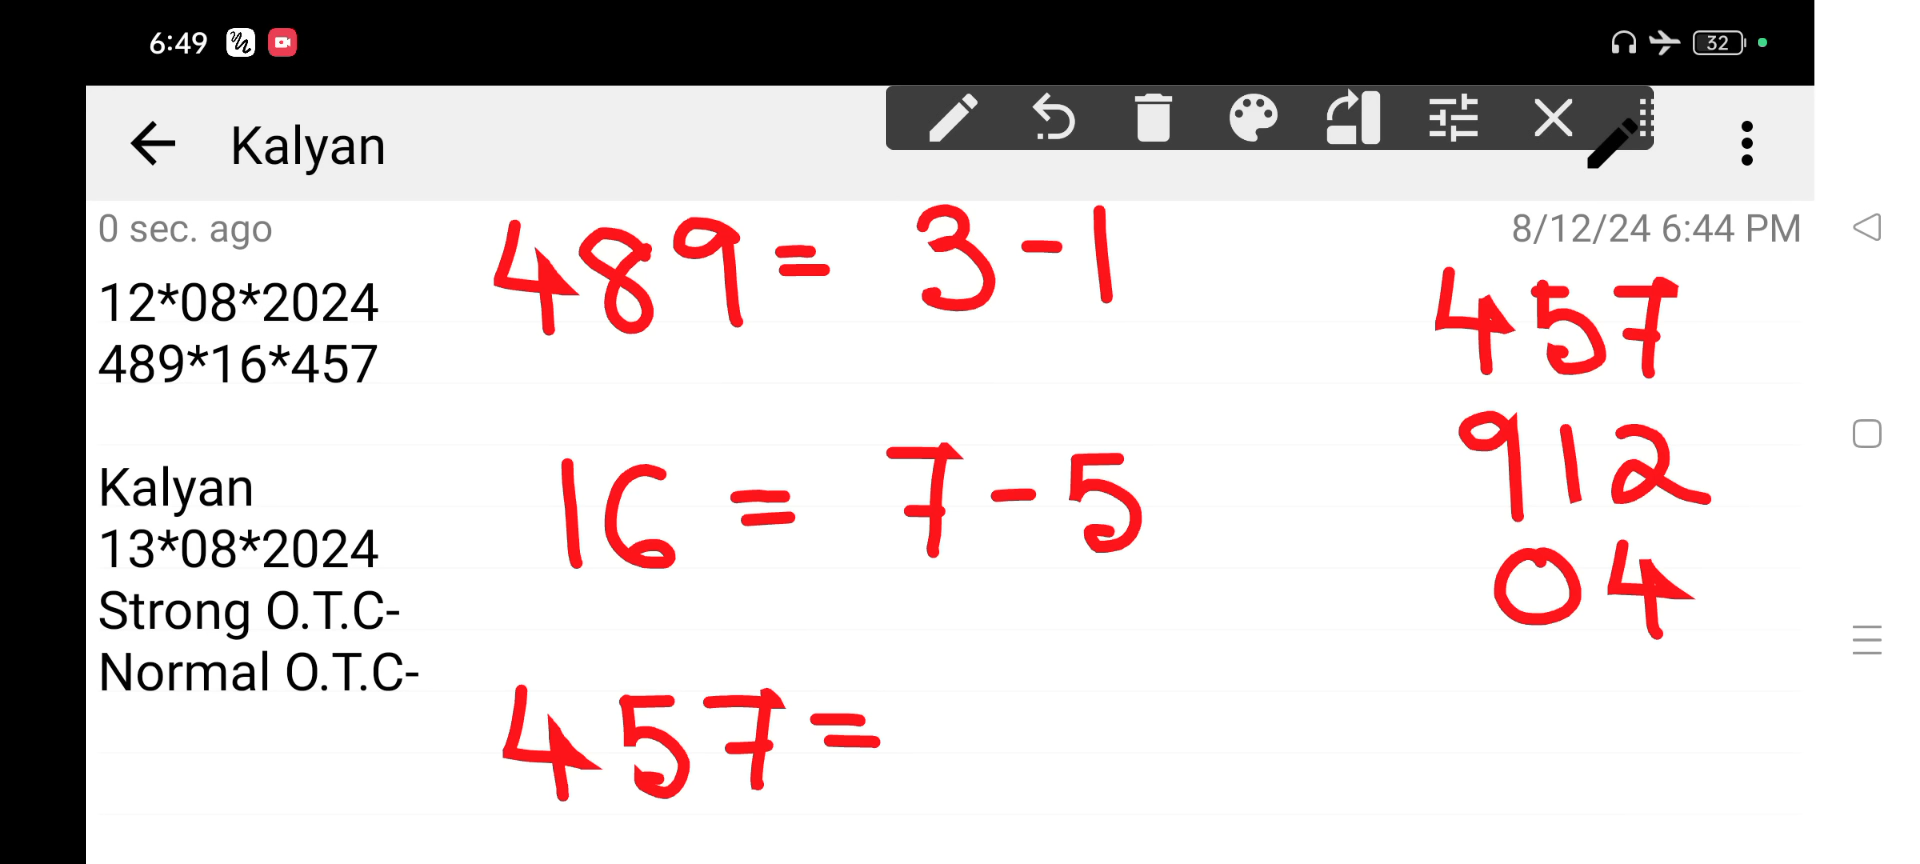 6:49
32
Kalyan
0 sec. ago
8/12/24 6:44 PM
12*08*2024
489*16*457
Kalyan
13*08*2024
Strong O.T.C-
Normal O.T.C-
489= 3-1
16 = 7-5
457=
457
912
04